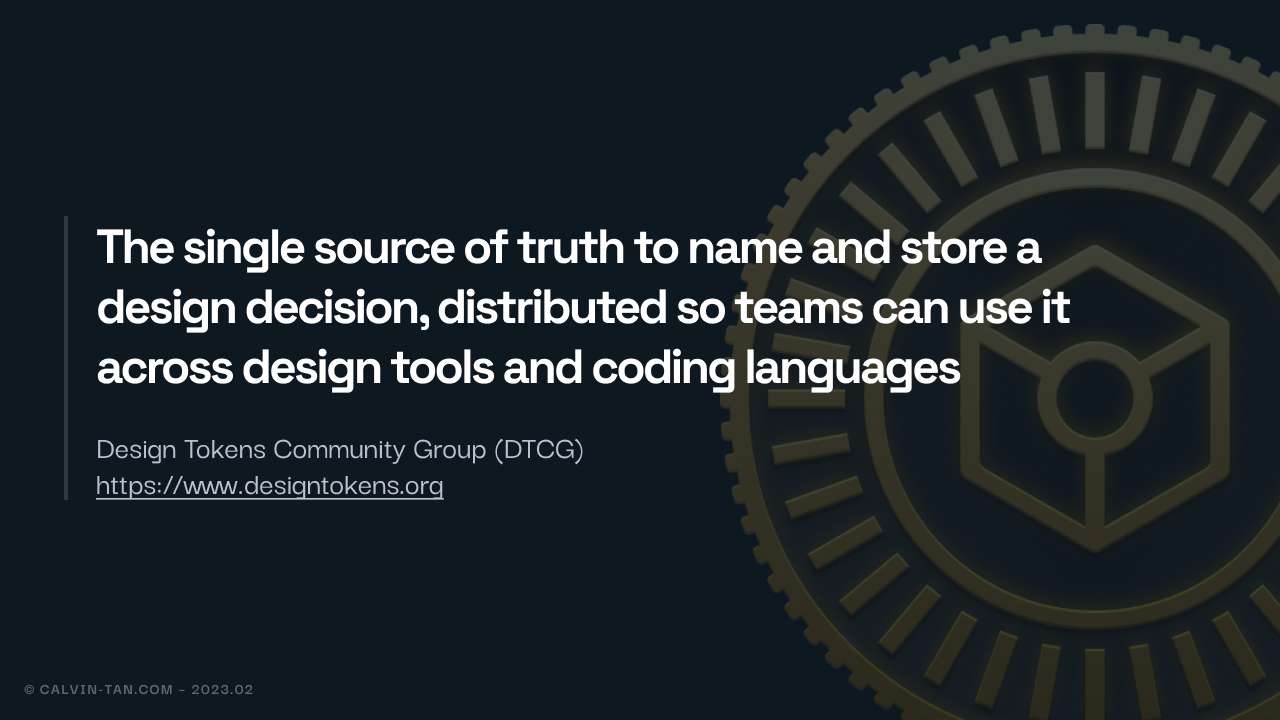 The single source of truth to name and store a
design decision, distributed so teams can use it
across design tools and coding languages
Design Tokens Community Group (DTCG)
https://www.designtokens.org
© CALVIN-TAN.COM – 2023.02